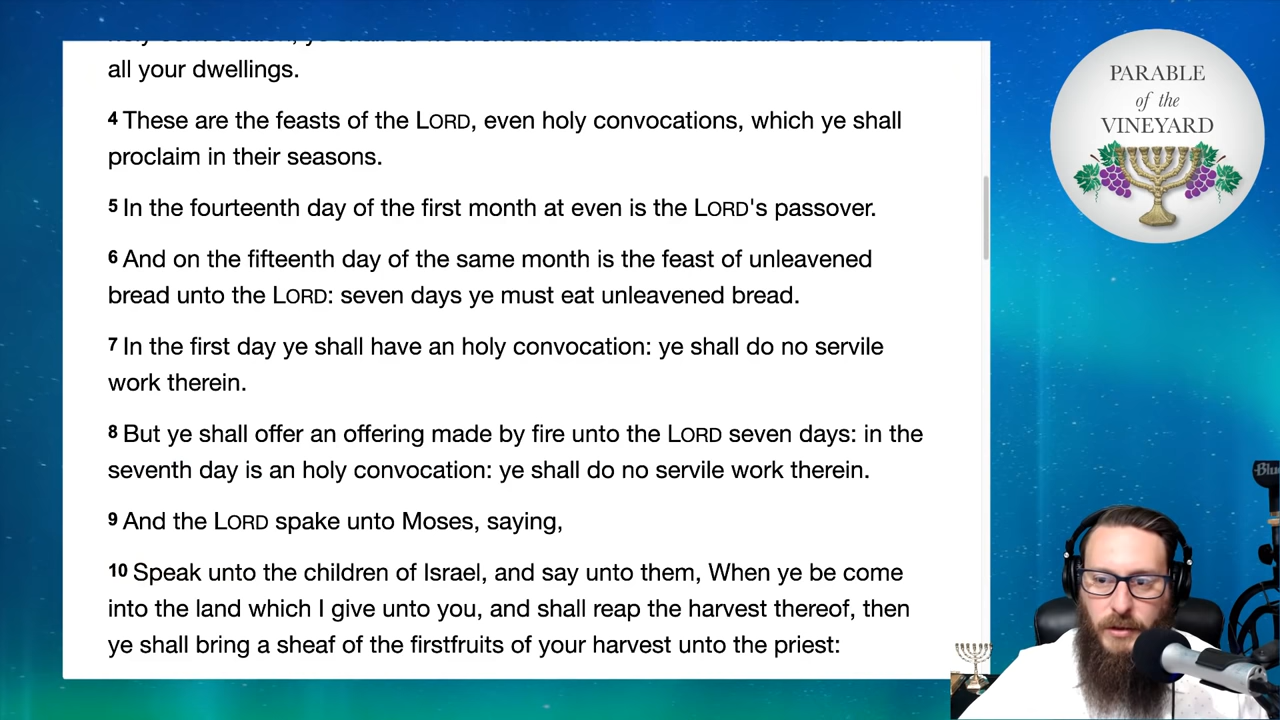 all your dwellings.
4 These are the feasts of the LORD, even holy convocations, which ye shall
proclaim in their seasons.
5 In the fourteenth day of the first month at even is the LORD's passover.
6 And on the fifteenth day of the same month is the feast of unleavened
bread unto the LORD: seven days ye must eat unleavened bread.
7 In the first day ye shall have an holy convocation: ye shall do no servile
work therein.
8 But ye shall offer an offering made by fire unto the LORD seven days: in the
seventh day is an holy convocation: ye shall do no servile work therein.
9 And the LORD spake unto Moses, saying,
10 Speak unto the children of Israel, and say unto them, When ye be come
into the land which I give unto you, and shall reap the harvest thereof, then
ye shall bring a sheaf of the firstfruits of your harvest unto the priest:
PARABLE
of the
VINEYARD
Blue